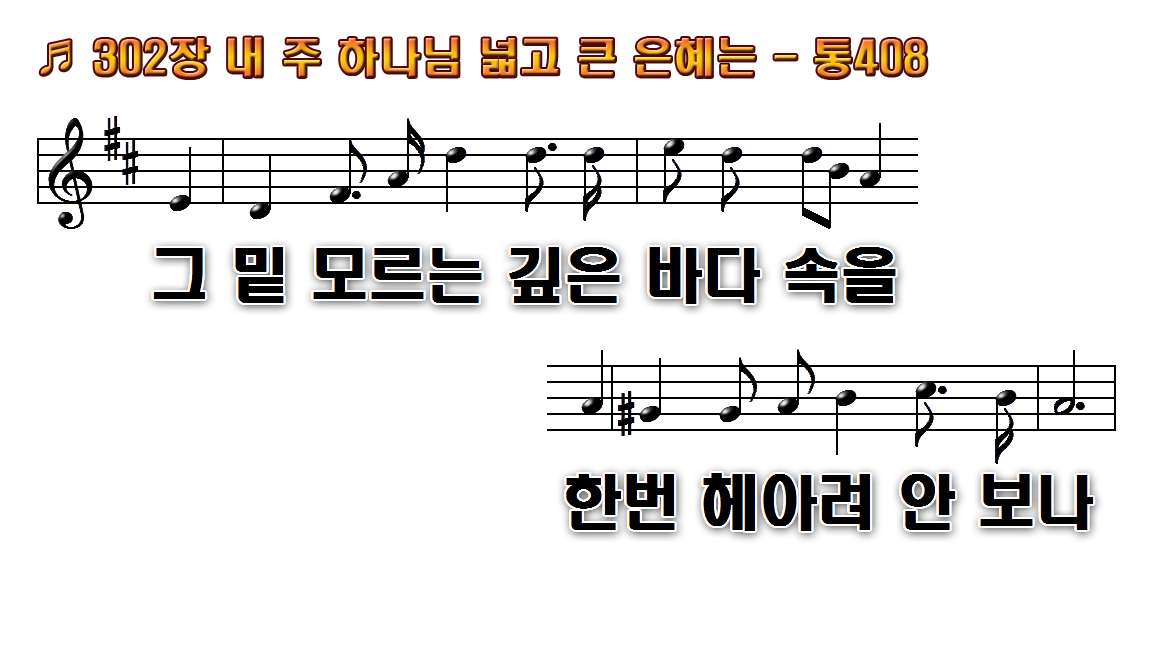 302장 내 주 하나님 넓고 큰 은혜는 - 통408
그 밑 모르는 깊은 바다 속을
한번 헤아려 안 보나